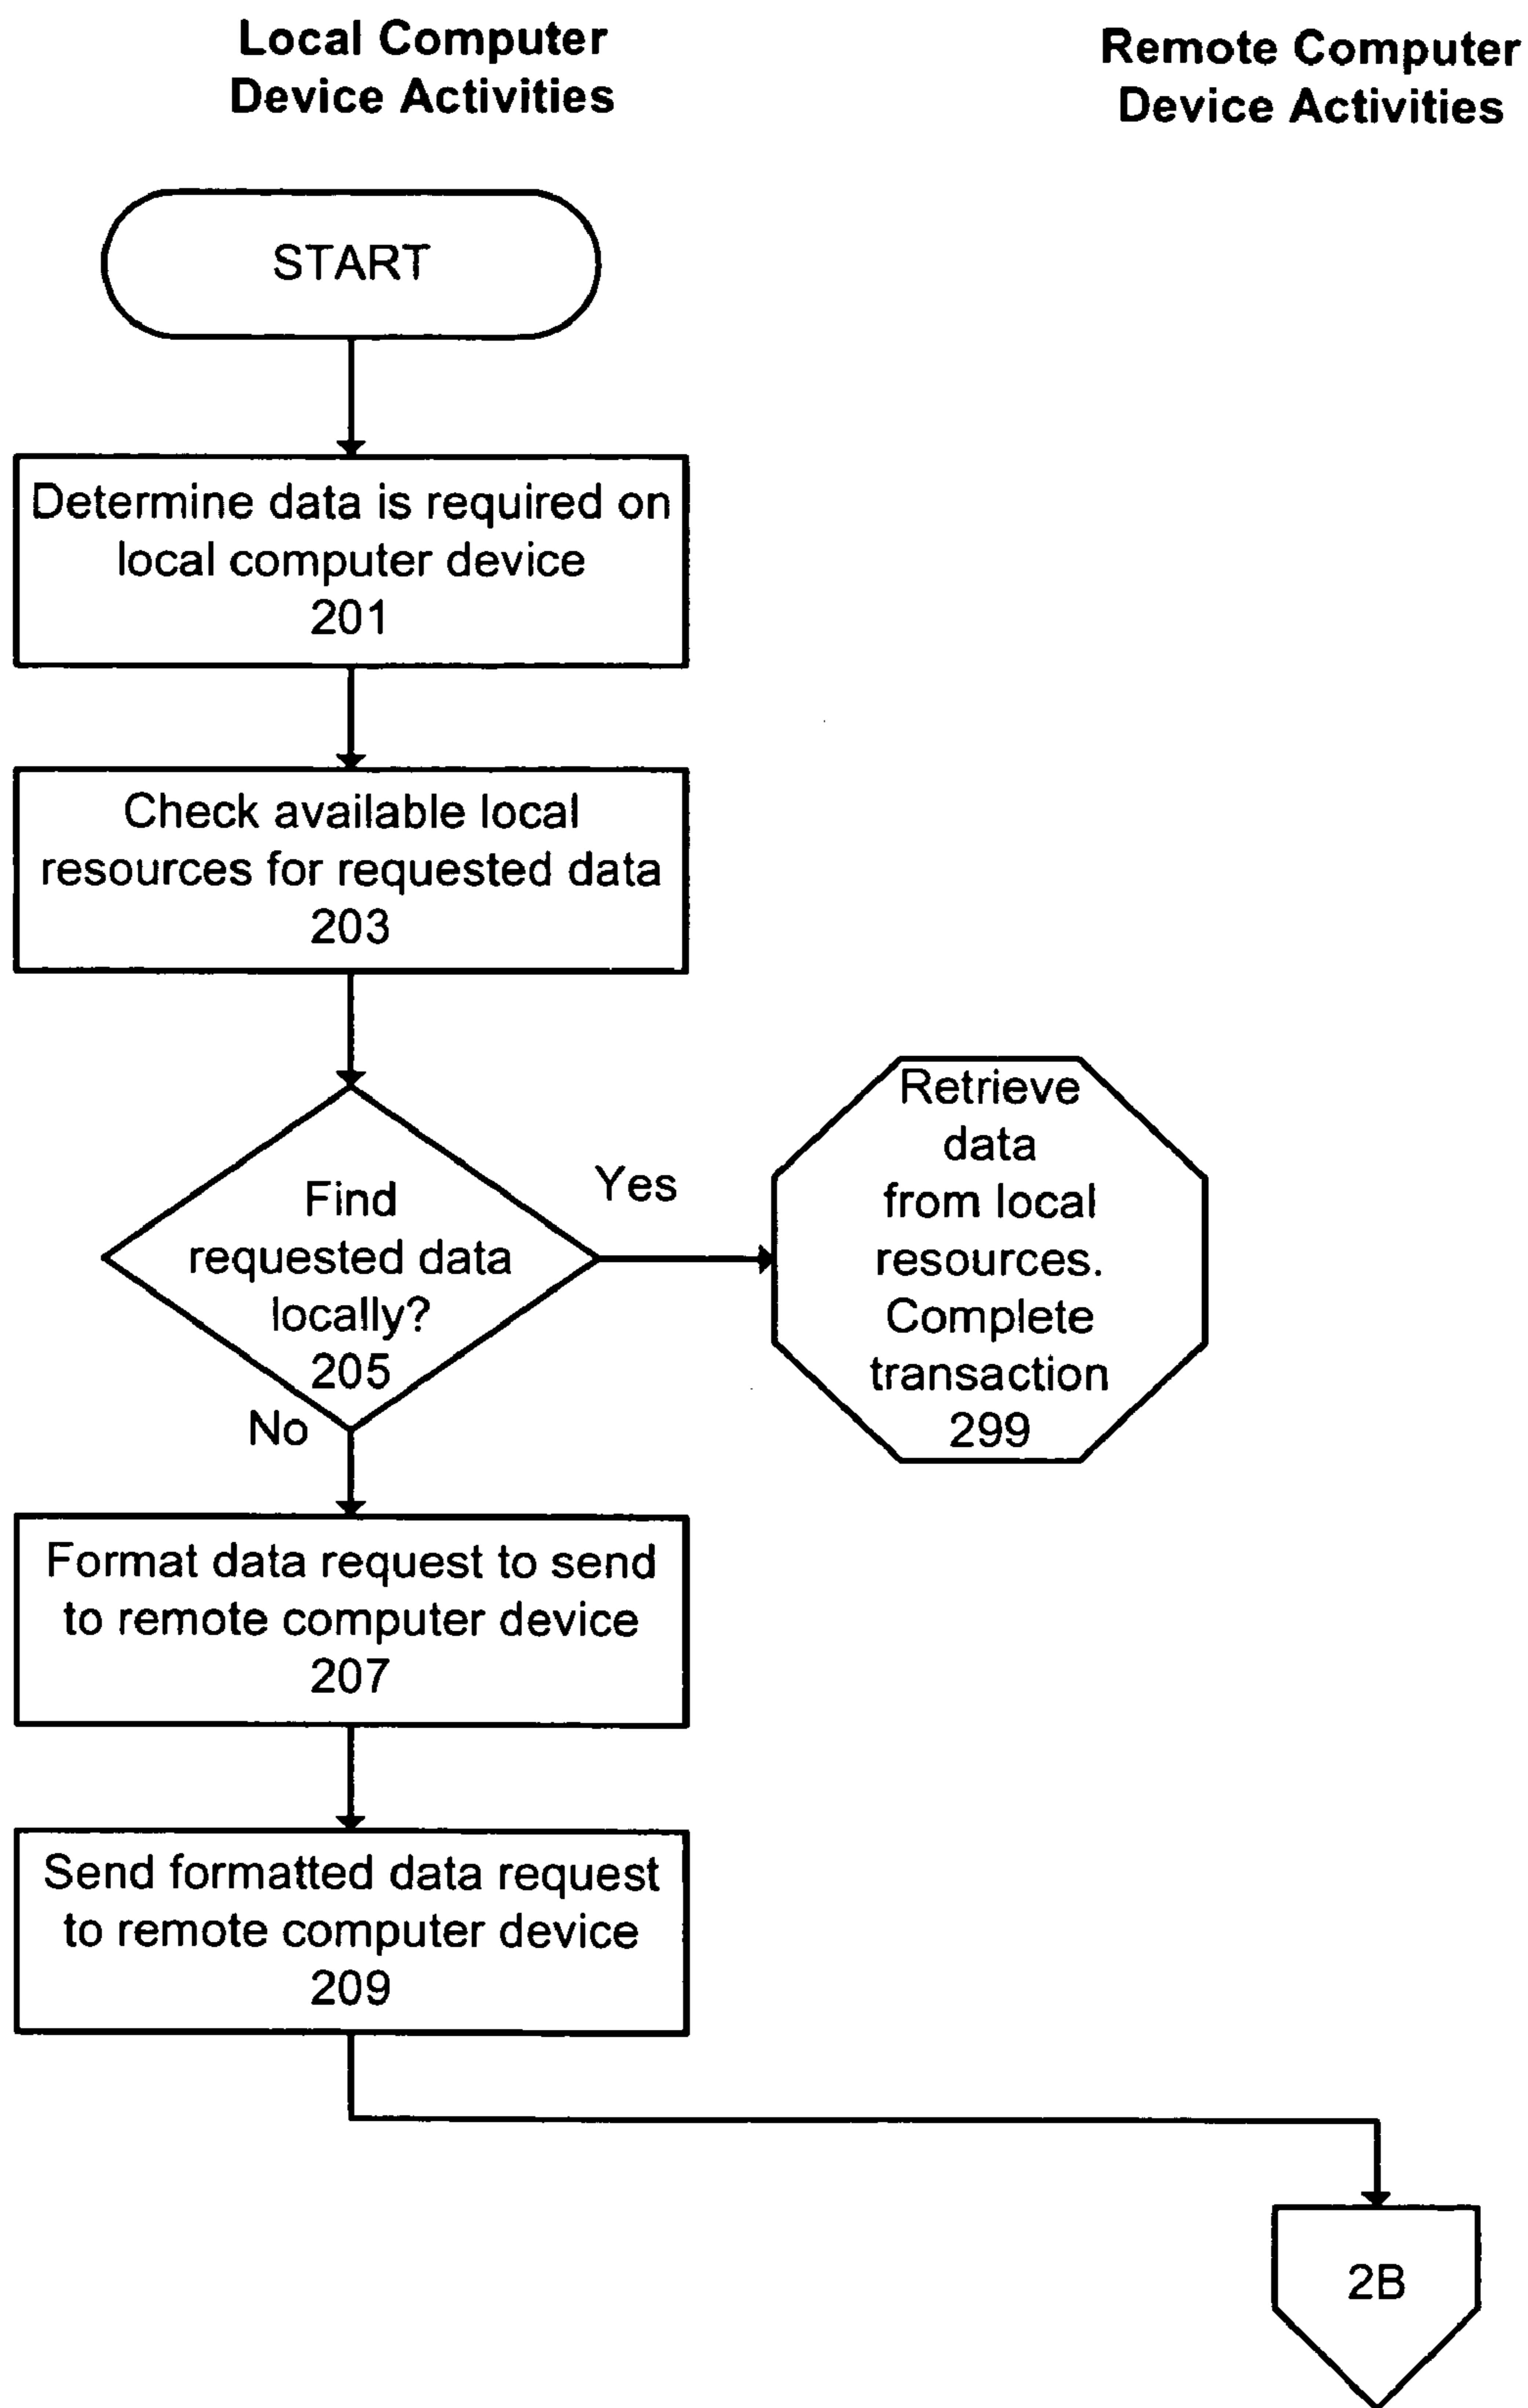 Local Computer
Device Activities
Remote Computer
Device Activities
START
Determine data is required on
local computer device
201
Check available local
resources for requested data
203
Find
requested data
locally?
205
Yes
Retrieve
data
from local
resources.
Complete
transaction
299
No
Format data request to send
to remote computer device
207
Send formatted data request
to remote computer device
209
2B